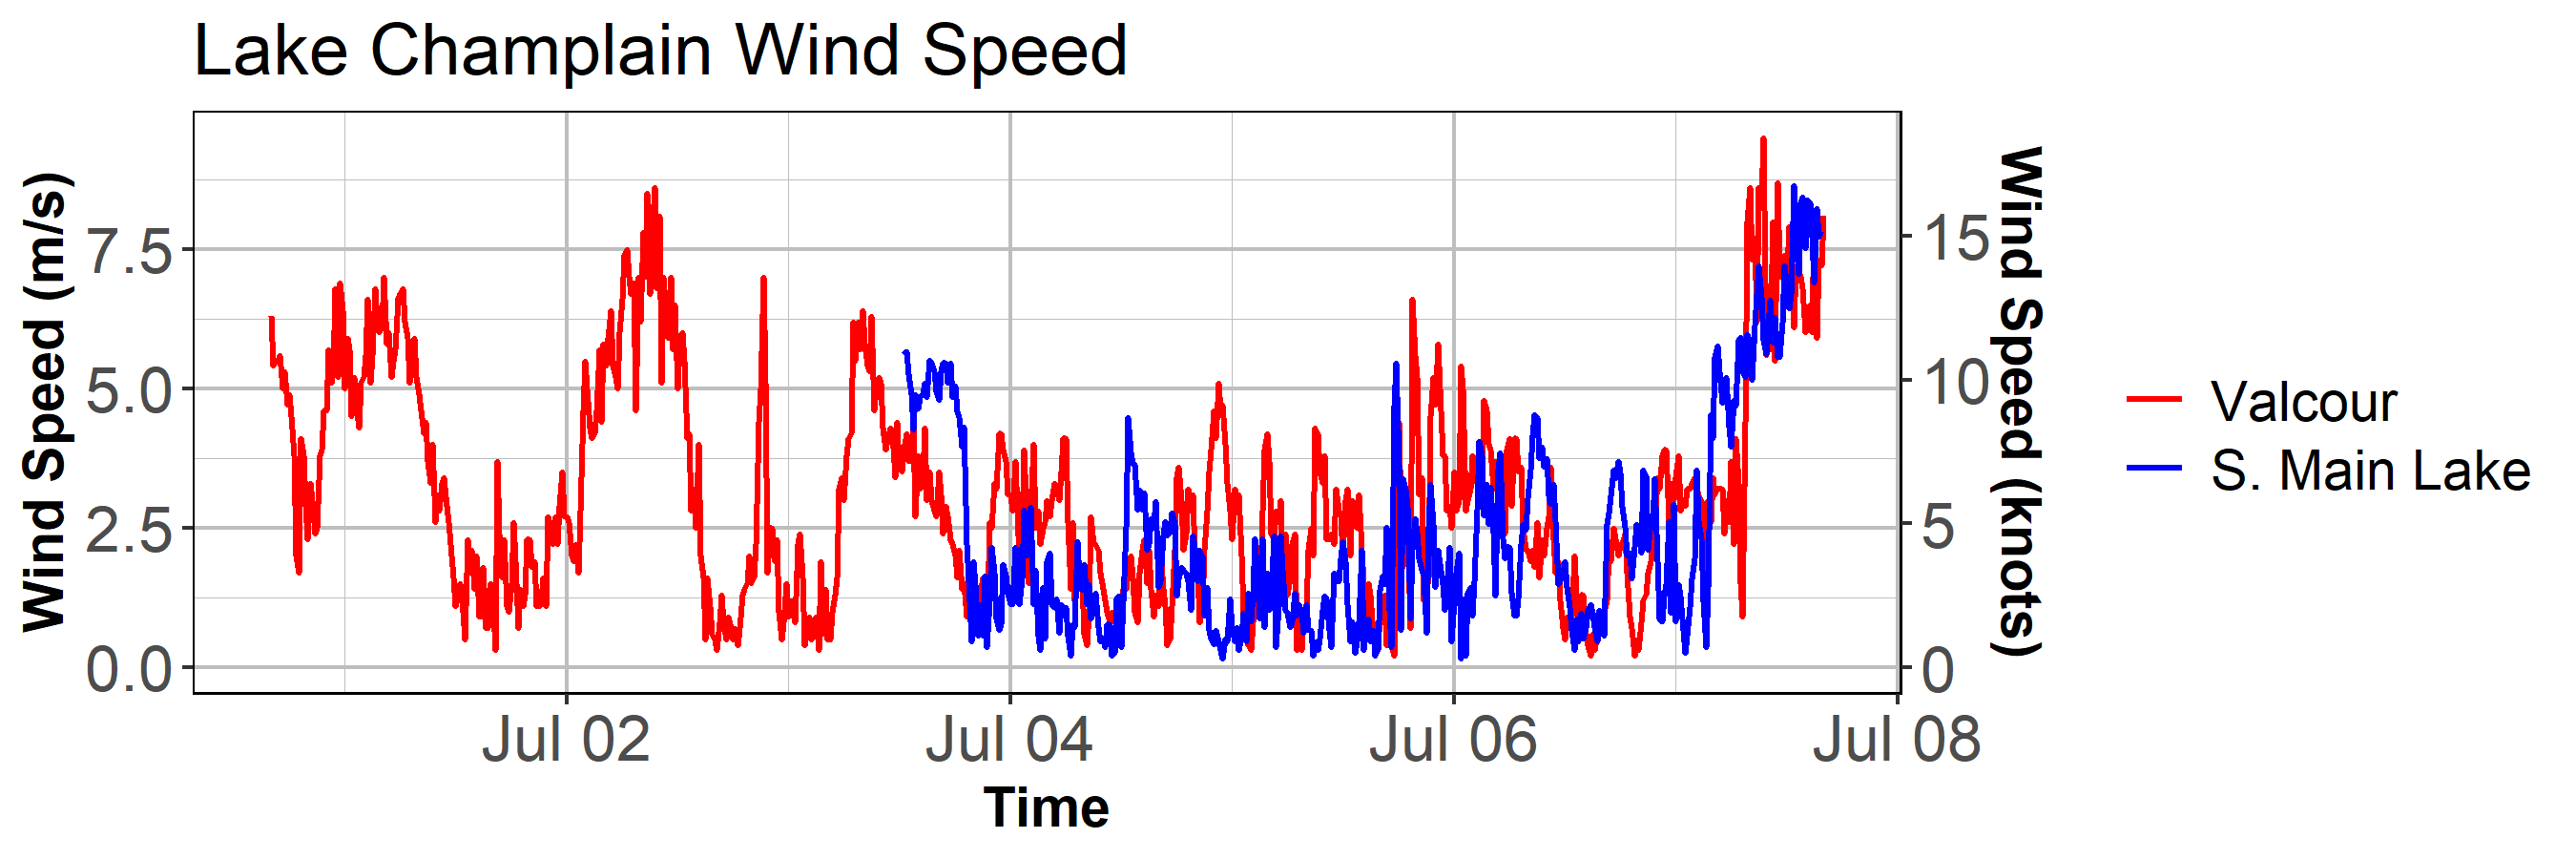 Lake Champlain Wind Speed
Wind Speed (m/s)
7.5
5.0
2.5
0.0
Jul 02
Jul 04
Jul 06
Jul 08
Time
15
10
5
0
Wind Speed (knots)
Valcour
S. Main Lake